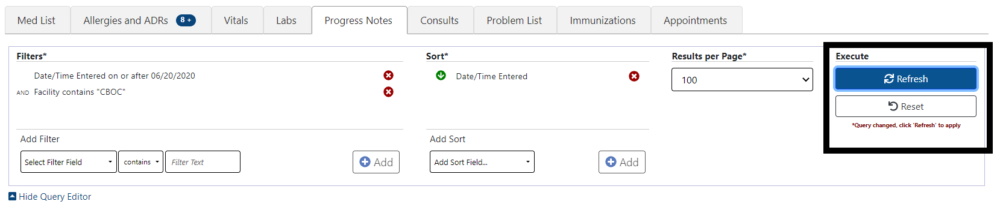 Med List
Allergies and ADRs 8 +
Vitals
Labs
Progress Notes
Consults
Problem List
Immunizations
Appointments
Filters*
Date/Time Entered on or after 06/20/2020
AND Facility contains "CBOC"
Add Filter
Select Filter Field
contains
Filter Text
Add
Sort*
Date/Time Entered
Add Sort
Add Sort Field...
Add
Results per Page*
100
Execute
Refresh
Reset
*Query changed, click 'Refresh' to apply
Hide Query Editor